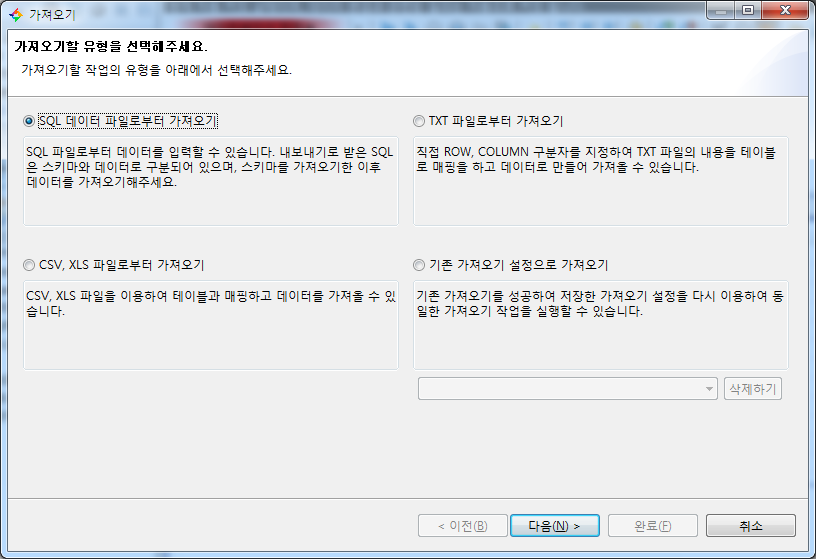 가져오기
가져오기할 유형을 선택해주세요.
가져오기할 작업의 유형을 아래에서 선택해주세요.
SQL 데이터 파일로부터 가져오기
SQL 파일로부터 데이터를 입력할 수 있습니다. 내보내기로 받은 SQL
은 스키마와 데이터로 구분되어 있으며, 스키마를 가져오기한 이후
데이터를 가져오기해주세요.
TXT 파일로부터 가져오기
직접 ROW, COLUMN 구분자를 지정하여 TXT 파일의 내용을 테이블
로 매핑을 하고 데이터로 만들어 가져올 수 있습니다.
CSV, XLS 파일로부터 가져오기
CSV, XLS 파일을 이용하여 테이블과 매핑하고 데이터를 가져올 수 있
습니다.
기존 가져오기 설정으로 가져오기
기존 가져오기를 성공하여 저장한 가져오기 설정을 다시 이용하여 동
일한 가져오기 작업을 실행할 수 있습니다.
삭제하기
< 이전(B)
다음(N) >
완료(F)
취소